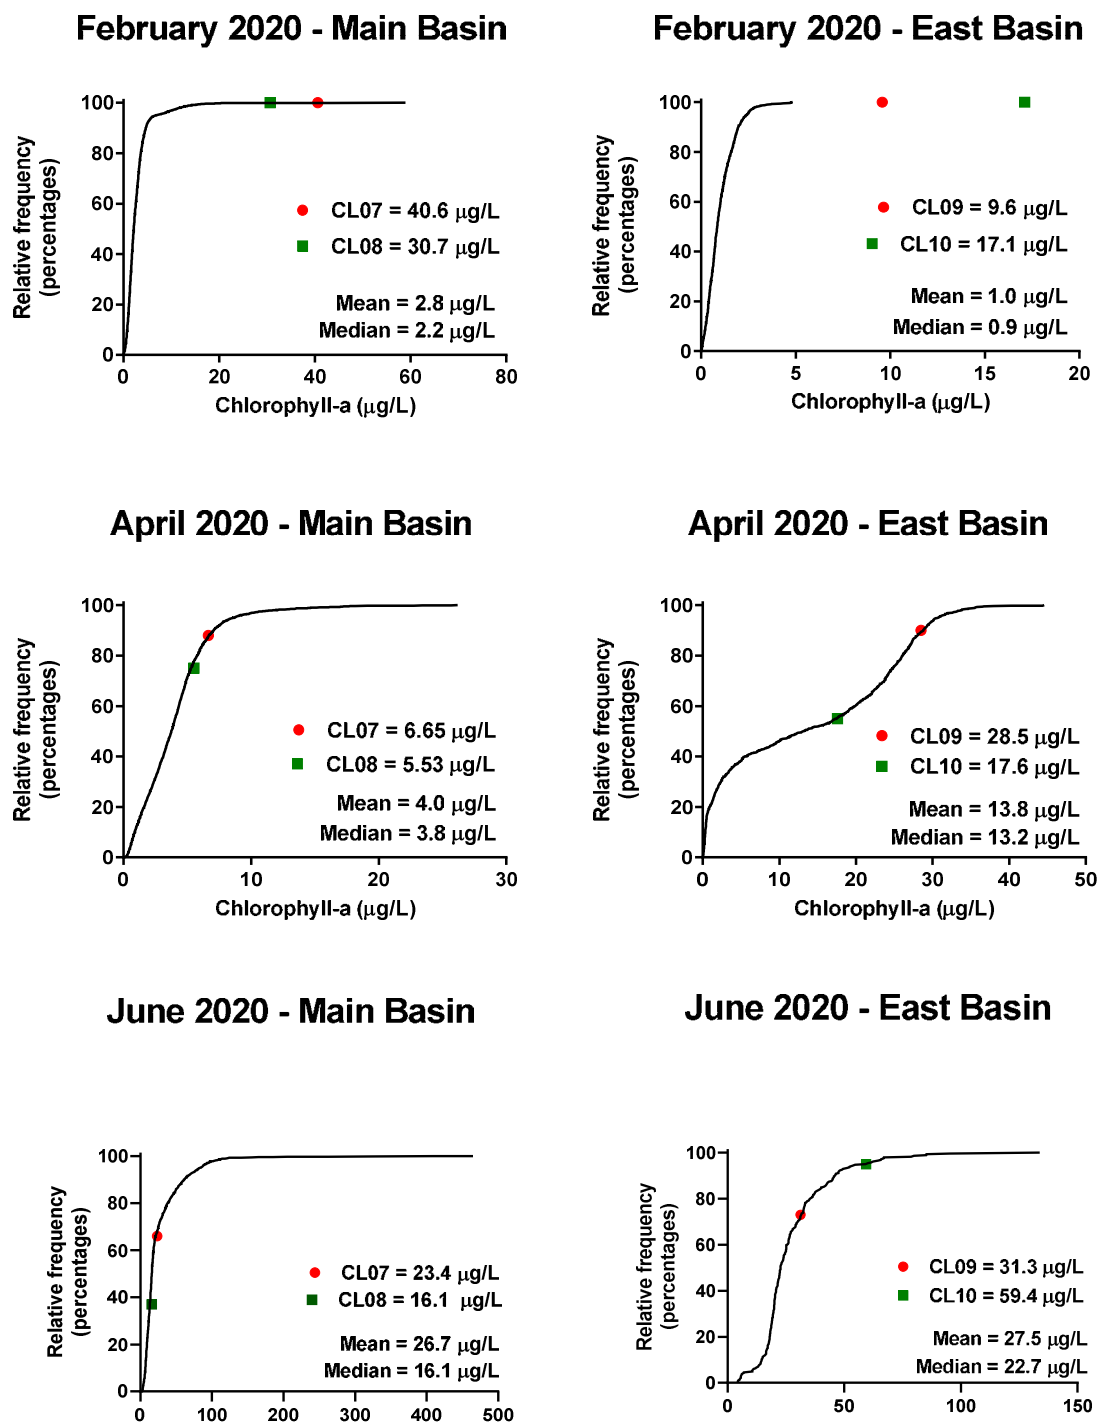 February 2020 - Main Basin
100
80
60
40
20
0
0 20 40 60 80
Relative frequency
(percentages)
CL07 = 40.6 µg/L
CL08 = 30.7 µg/L
Mean = 2.8 µg/L
Median = 2.2 µg/L
Chlorophyll-a (µg/L)
February 2020 - East Basin
100
80
60
40
20
0
0 5 10 15 20
Relative frequency
(percentages)
CL09 = 9.6 µg/L
CL10 = 17.1 µg/L
Mean = 1.0 µg/L
Median = 0.9 µg/L
Chlorophyll-a (µg/L)
April 2020 - Main Basin
100
80
60
40
20
0
0 10 20 30
Relative frequency
(percentages)
CL07 = 6.65 µg/L
CL08 = 5.53 µg/L
Mean = 4.0 µg/L
Median = 3.8 µg/L
Chlorophyll-a (µg/L)
April 2020 - East Basin
100
80
60
40
20
0
0 10 20 30 40 50
Relative frequency
(percentages)
CL09 = 28.5 µg/L
CL10 = 17.6 µg/L
Mean = 13.8 µg/L
Median = 13.2 µg/L
Chlorophyll-a (µg/L)
June 2020 - Main Basin
100
80
60
40
20
0
0 100 200 300 400 500
Relative frequency
(percentages)
CL07 = 23.4 µg/L
CL08 = 16.1 µg/L
Mean = 26.7 µg/L
Median = 16.1 µg/L
June 2020 - East Basin
100
80
60
40
20
0
0 50 100 150
Relative frequency
(percentages)
CL09 = 31.3 µg/L
CL10 = 59.4 µg/L
Mean = 27.5 µg/L
Median = 22.7 µg/L